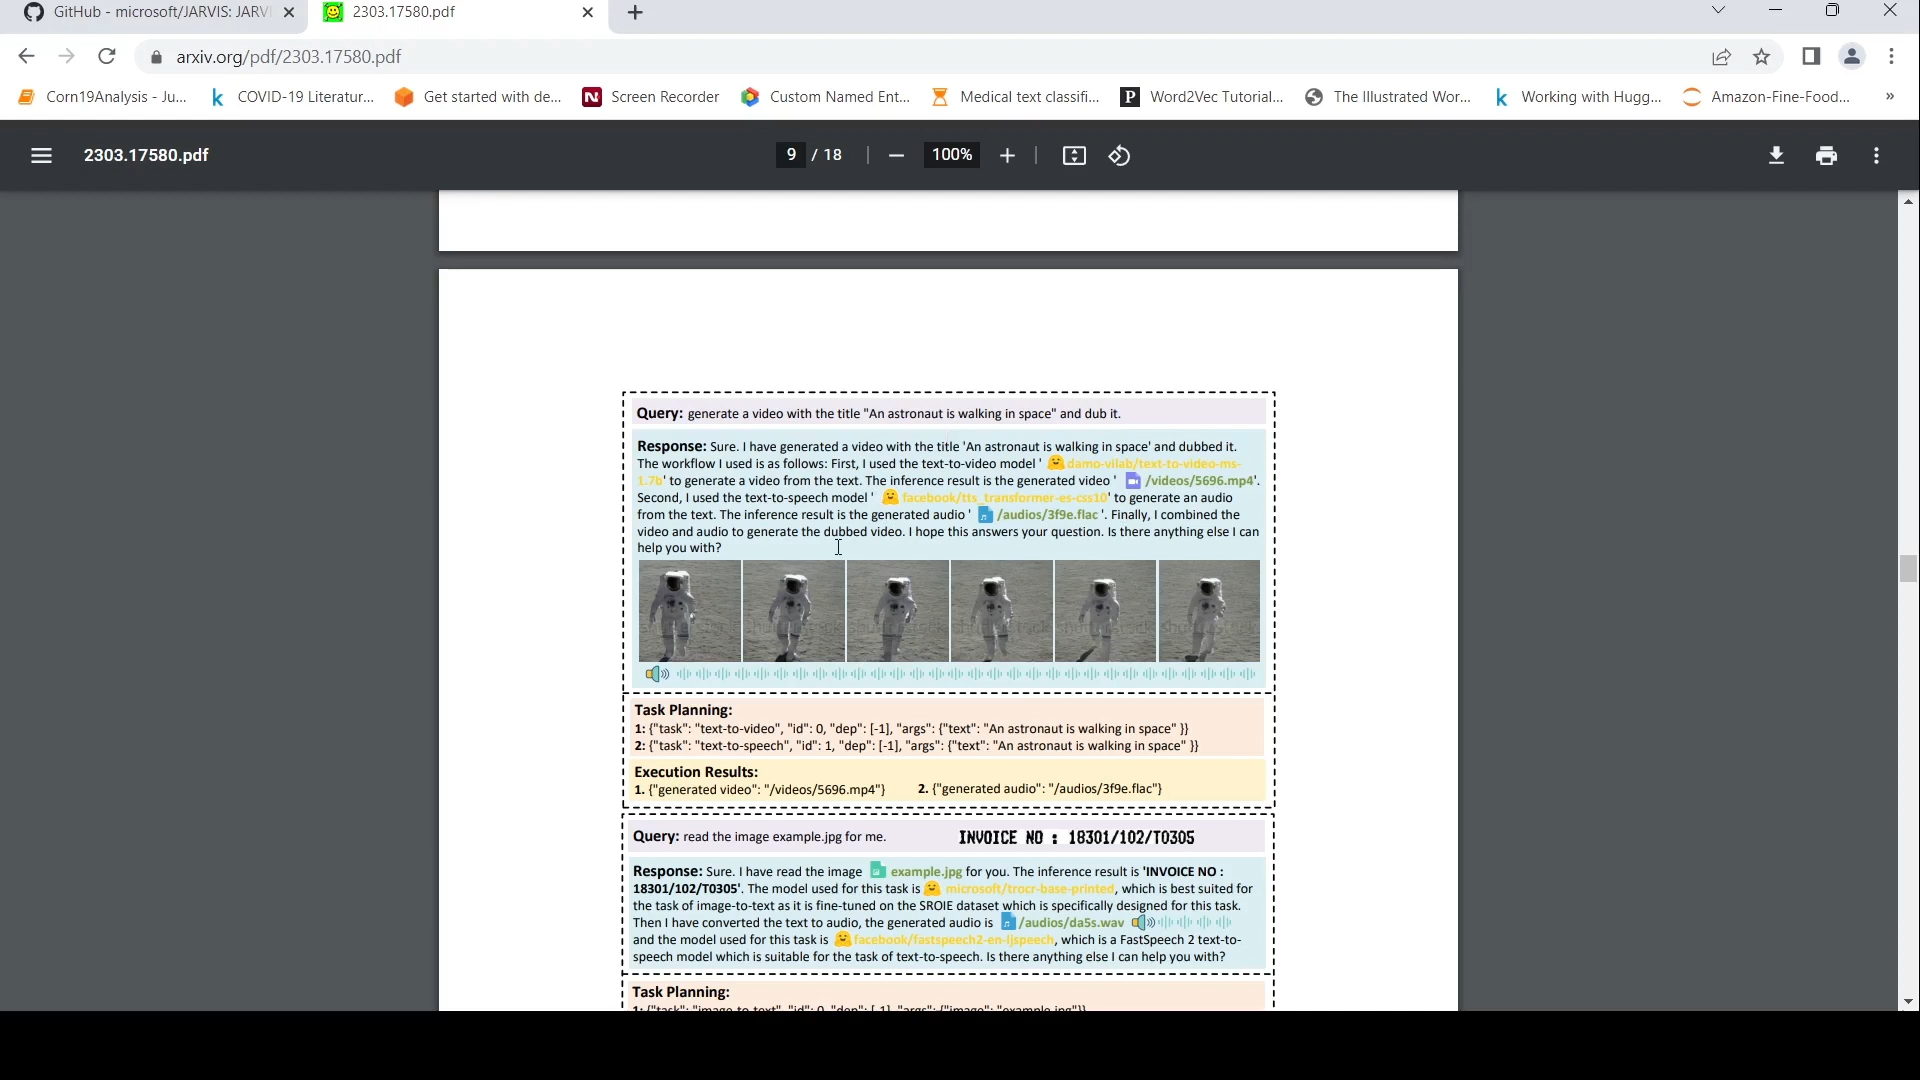 GitHub - microsoft/JARVIS: JARV
2303.17580.pdf
arxiv.org/pdf/2303.17580.pdf
Corn19Analysis - Ju...
COVID-19 Literatur...
Get started with de...
Screen Recorder
Custom Named Ent...
Medical text classifi...
Word2Vec Tutorial...
The Illustrated Wor...
Working with Hugg...
Amazon-Fine-Food...
2303.17580.pdf
9 / 18
100%
Query: generate a video with the title "An astronaut is walking in space" and dub it.
Response: Sure. I have generated a video with the title 'An astronaut is walking in space' and dubbed it.
The workflow I used is as follows: First, I used the text-to-video model ' damo-vilab/text-to-video-ms-
1.7b' to generate a video from the text. The inference result is the generated video ' /videos/5696.mp4'.
Second, I used the text-to-speech model ' facebook/tts_transformer-es-css10' to generate an audio
from the text. The inference result is the generated audio ' /audios/3f9e.flac '. Finally, I combined the
video and audio to generate the dubbed video. I hope this answers your question. Is there anything else I can
help you with?
Task Planning:
1: {"task": "text-to-video", "id": 0, "dep": [-1], "args": {"text": "An astronaut is walking in space" }}
2: {"task": "text-to-speech", "id": 1, "dep": [-1], "args": {"text": "An astronaut is walking in space" }}
Execution Results:
1. {"generated video": "/videos/5696.mp4"} 2. {"generated audio": "/audios/3f9e.flac"}
Query: read the image example.jpg for me. INVOICE NO : 18301/102/T0305
Response: Sure. I have read the image example.jpg for you. The inference result is 'INVOICE NO :
18301/102/T0305'. The model used for this task is microsoft/trocr-base-printed, which is best suited for
the task of image-to-text as it is fine-tuned on the SROIE dataset which is specifically designed for this task.
Then I have converted the text to audio, the generated audio is /audios/da5s.wav
and the model used for this task is facebook/fastspeech2-en-ljspeech, which is a FastSpeech 2 text-to-
speech model which is suitable for the task of text-to-speech. Is there anything else I can help you with?
Task Planning:
1: {"task": "image-to-text", "id": 0, "dep": [-1], "args": {"image": "example.jpg"}}